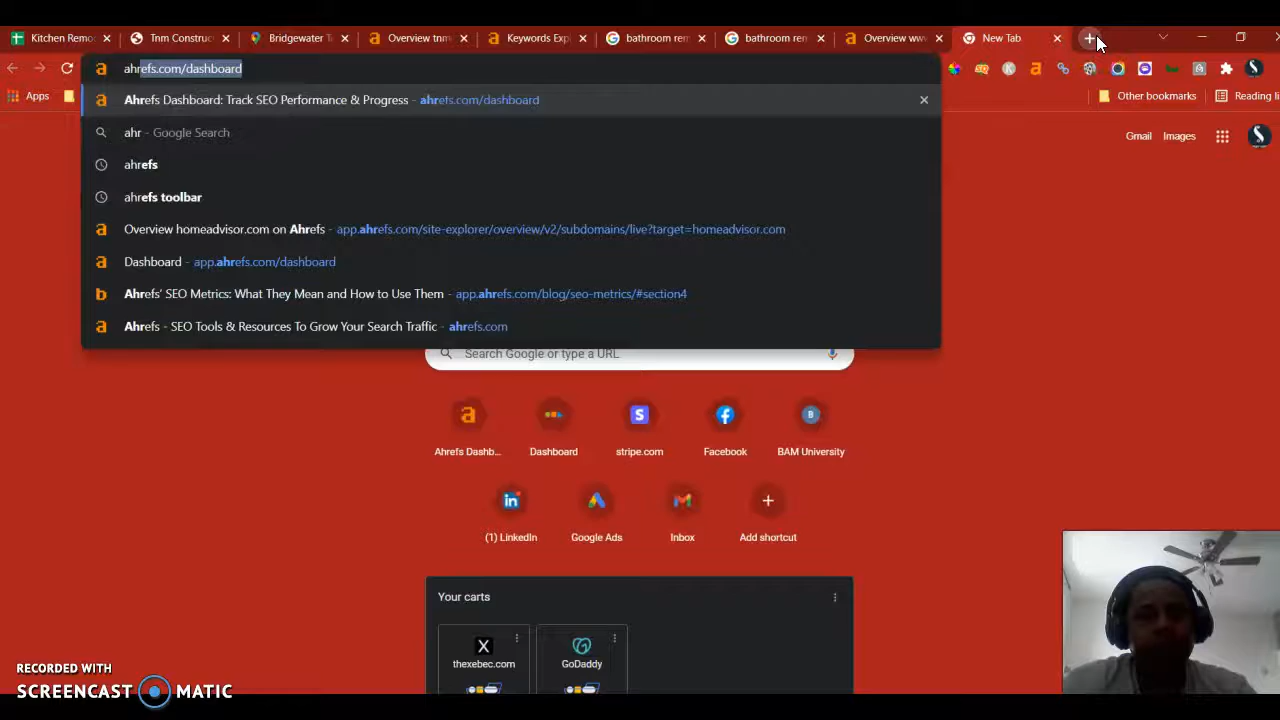 Kitchen Remo
Tnm Construc
Bridgewater T
Overview tnm
Keywords Exp
bathroom rem
bathroom rem
Overview www
New Tab
ahrefs.com/dashboard
Apps
Other bookmarks
Reading li
Ahrefs Dashboard: Track SEO Performance & Progress - ahrefs.com/dashboard
ahr - Google Search
ahrefs
ahrefs toolbar
Overview homeadvisor.com on Ahrefs - app.ahrefs.com/site-explorer/overview/v2/subdomains/live?target=homeadvisor.com
Dashboard - app.ahrefs.com/dashboard
Ahrefs' SEO Metrics: What They Mean and How to Use Them - app.ahrefs.com/blog/seo-metrics/#section4
Ahrefs - SEO Tools & Resources To Grow Your Search Traffic - ahrefs.com
Gmail Images
Search Google or type a URL
Ahrefs Dashb...
Dashboard
stripe.com
Facebook
BAM University
(1) LinkedIn
Google Ads
Inbox
Add shortcut
Your carts
thexebec.com
GoDaddy
RECORDED WITH
SCREENCAST MATIC